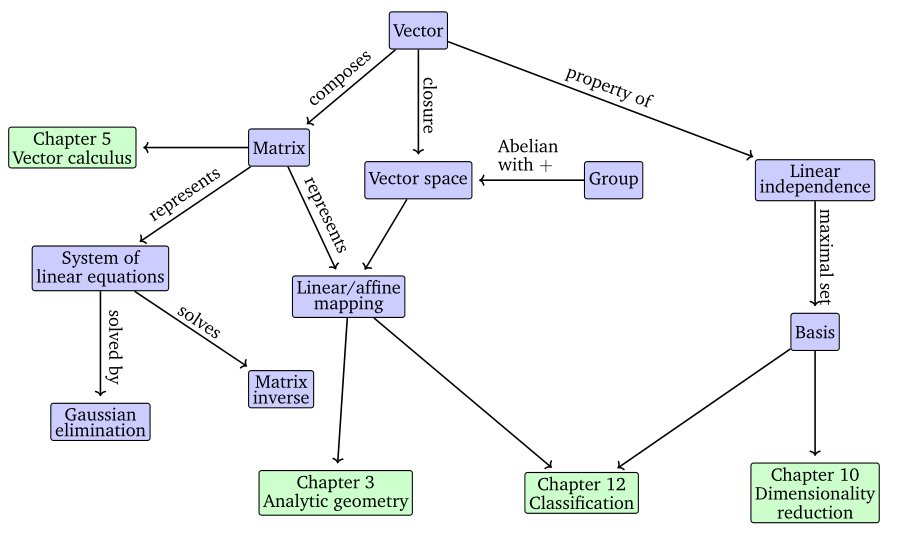 Vector
composes
closure
property of
Chapter 5
Vector calculus
Matrix
Abelian
with +
Vector space
Group
Linear
independence
represents
represents
maximal set
System of
linear equations
Linear/affine
mapping
solved by
solves
Basis
Matrix
inverse
Gaussian
elimination
Chapter 3
Analytic geometry
Chapter 12
Classification
Chapter 10
Dimensionality
reduction